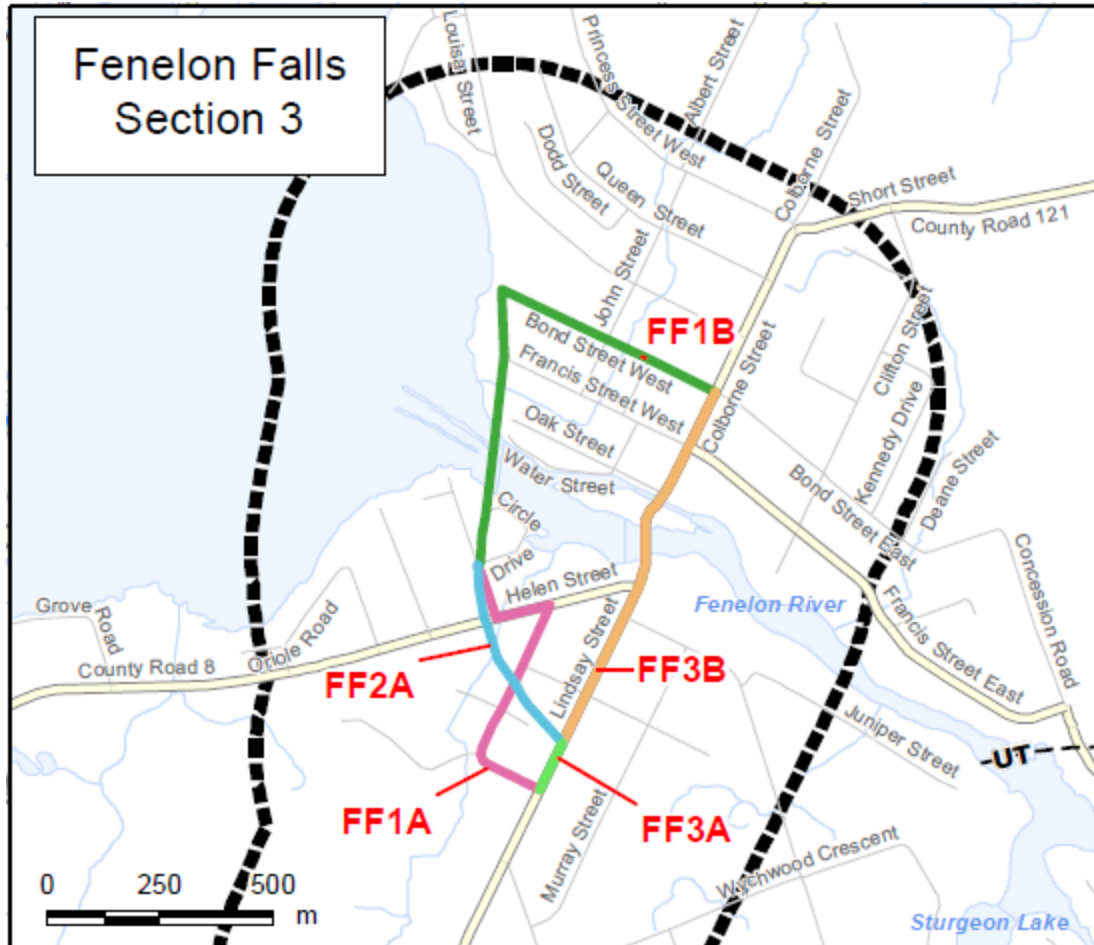 Fenelon Falls
Section 3
Louisa Street
Princess Street West
Albert Street
Colborne Street
Dodd Street
Queen Street
Short Street
County Road 121
John Street
FF1B
Bond Street West
Francis Street West
Colborne Street
Clifton Street
Kennedy Drive
Oak Street
Water Street
Deane Street
Bond Street East
Circle
Drive
Helen Street
Concession Road
Grove
Road
Fenelon River
Francis Street East
Oriole Road
County Road 8
FF2A
Lindsay Street
FF3B
Juniper Street
UT
FF1A
FF3A
Murray Street
Wychwood Crescent
0 250 500
m
Sturgeon Lake